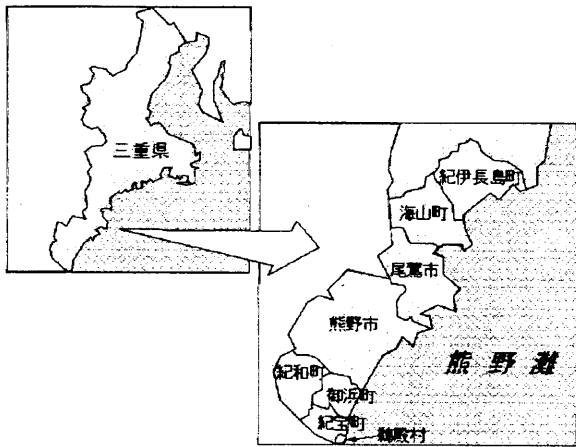 三重県
紀伊長島町
海山町
尾鷲市
熊野市
熊野灘
紀和町
御浜町
紀宝町
鵜殿村